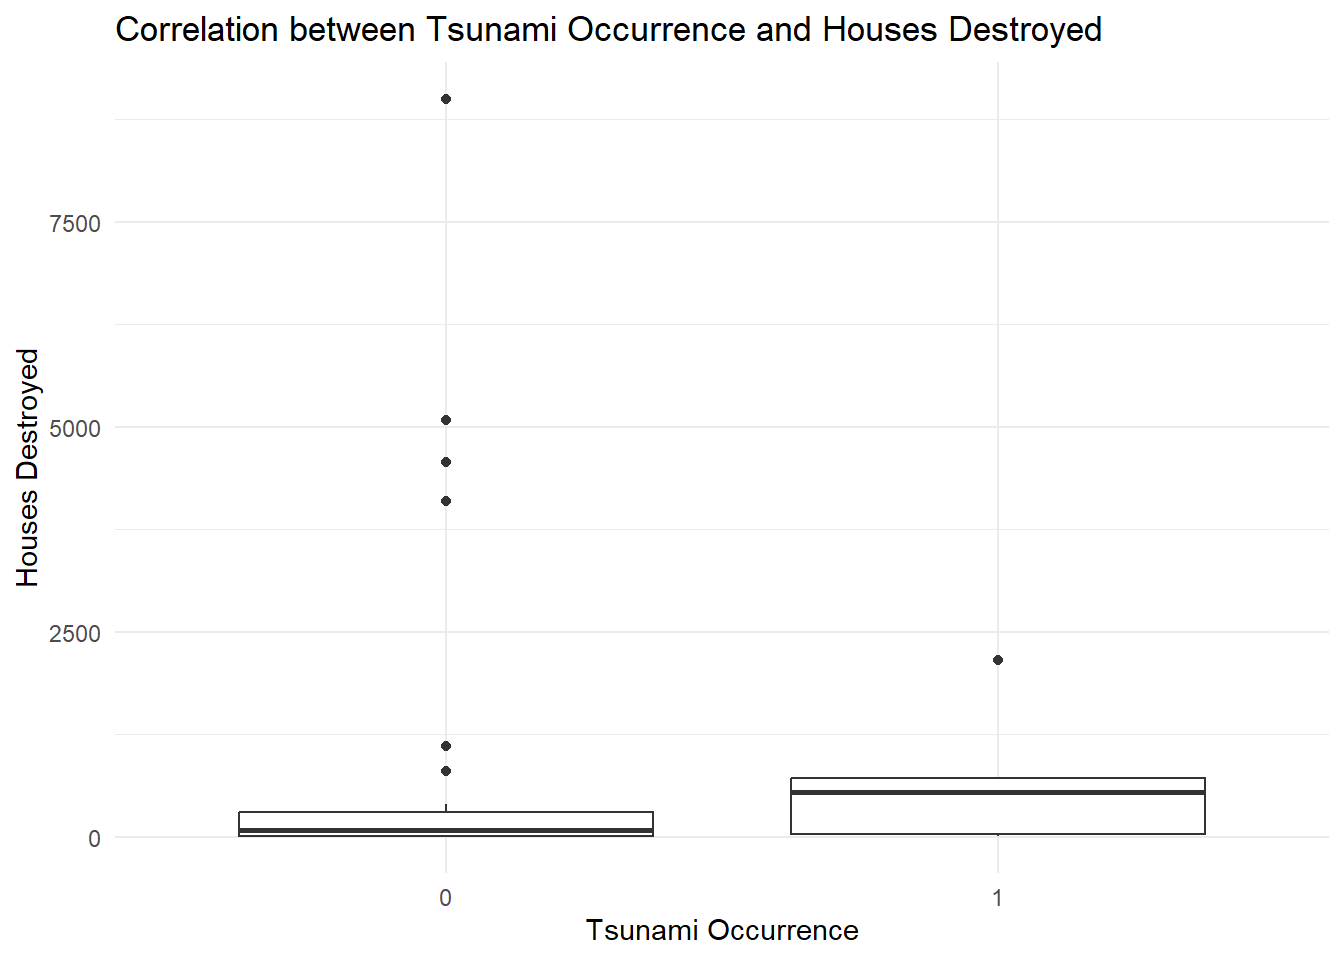 Correlation between Tsunami Occurrence and Houses Destroyed
Houses Destroyed
7500
5000
2500
0
0
1
Tsunami Occurrence